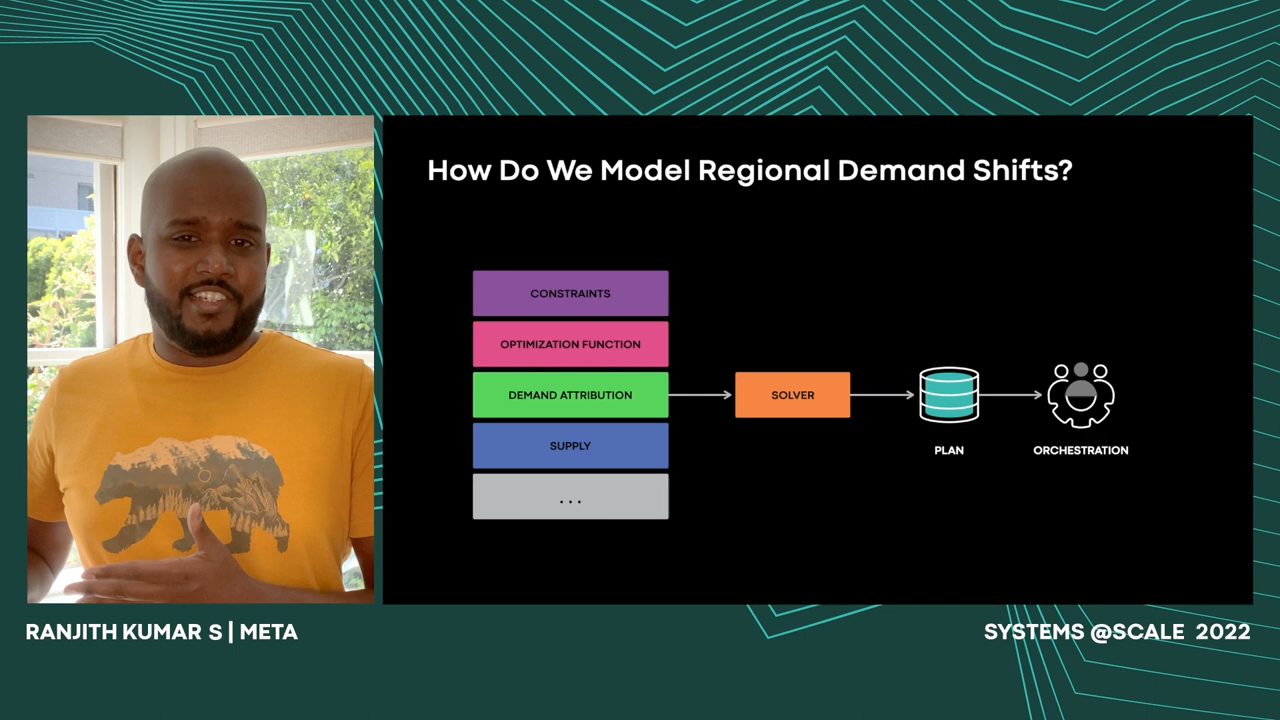 How Do We Model Regional Demand Shifts?
CONSTRAINTS
OPTIMIZATION FUNCTION
DEMAND ATTRIBUTION
SUPPLY
...
SOLVER
PLAN
ORCHESTRATION
RANJITH KUMAR S | META
SYSTEMS @SCALE 2022